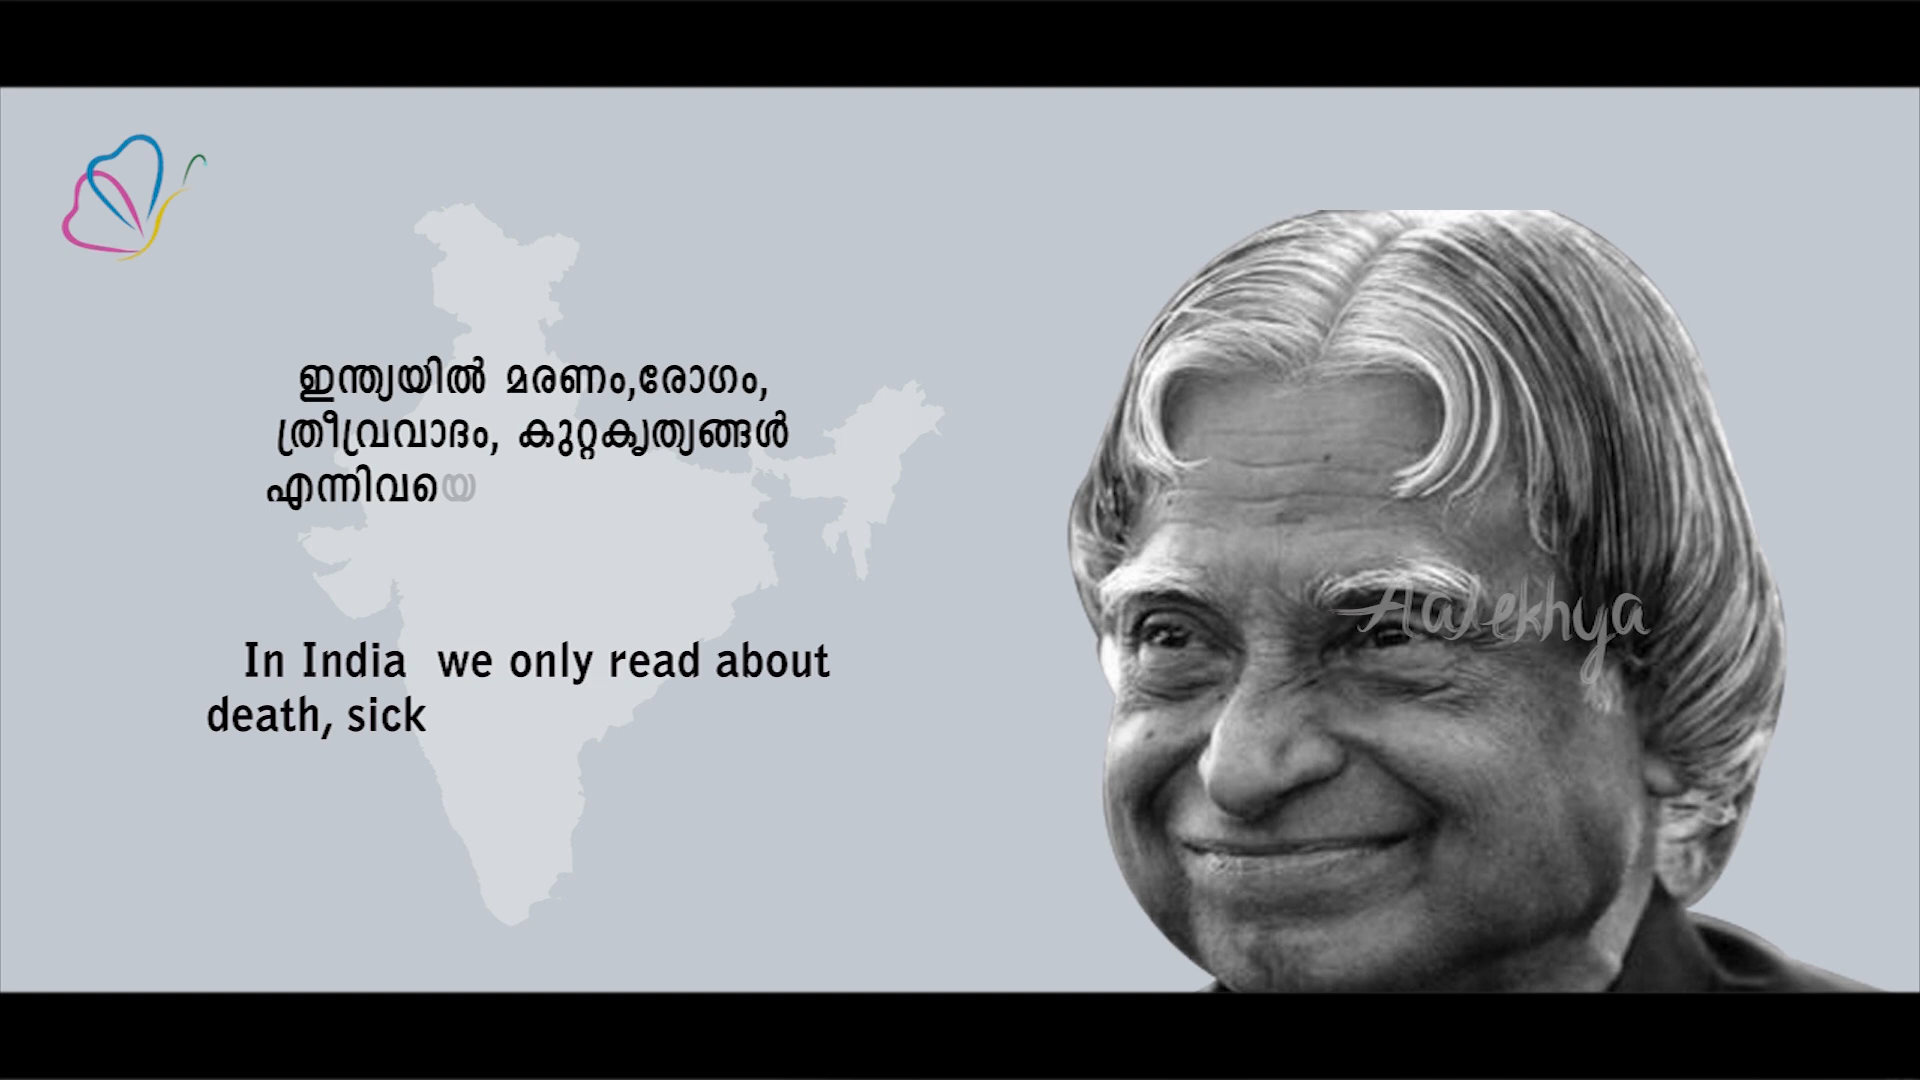 ഇന്ത്യയിൽ മരണം,രോഗം,
ത്രീവ്രവാദം, കുറ്റകൃത്യങ്ങൾ
എന്നിവയെ
In India we only read about
death, sick
Aalekhya